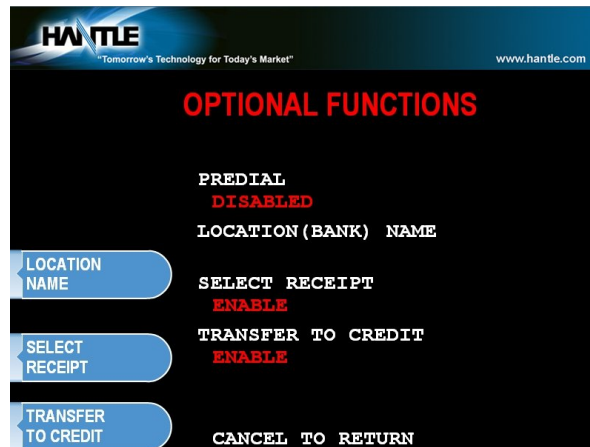 HANTLE
"Tomorrow's Technology for Today's Market"
www.hantle.com
OPTIONAL FUNCTIONS
PREDIAL
DISABLED
LOCATION(BANK) NAME
LOCATION
NAME
SELECT RECEIPT
ENABLE
TRANSFER TO CREDIT
ENABLE
SELECT
RECEIPT
TRANSFER
TO CREDIT
CANCEL TO RETURN